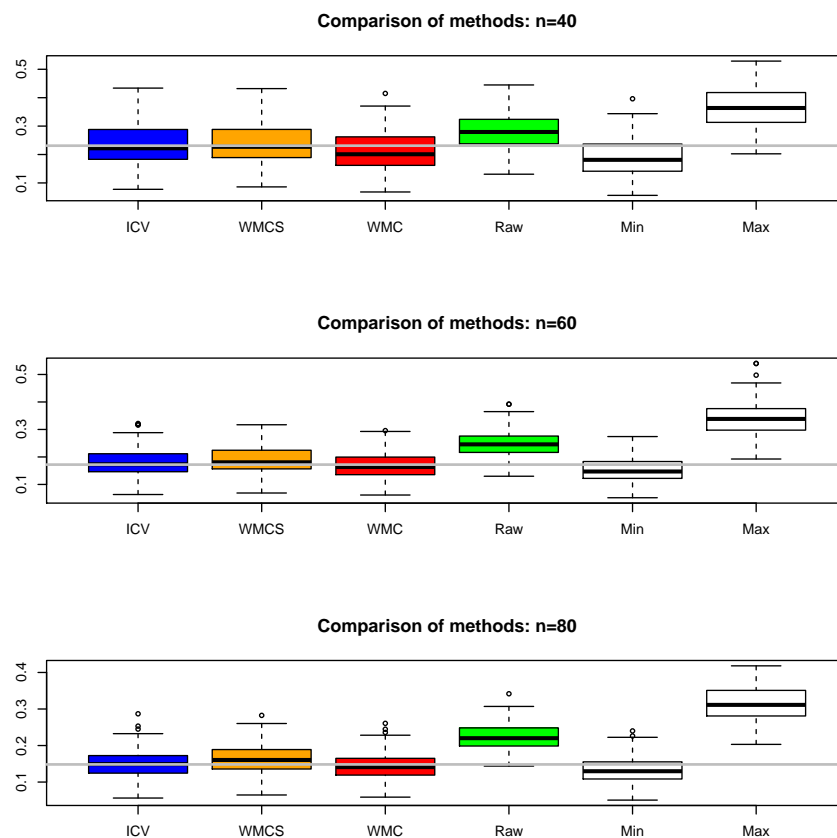 Comparison of methods: n=40
0.5
0.3
0.1
ICV WMCS WMC Raw Min Max
Comparison of methods: n=60
0.5
0.3
0.1
ICV WMCS WMC Raw Min Max
Comparison of methods: n=80
0.4
0.3
0.2
0.1
ICV WMCS WMC Raw Min Max